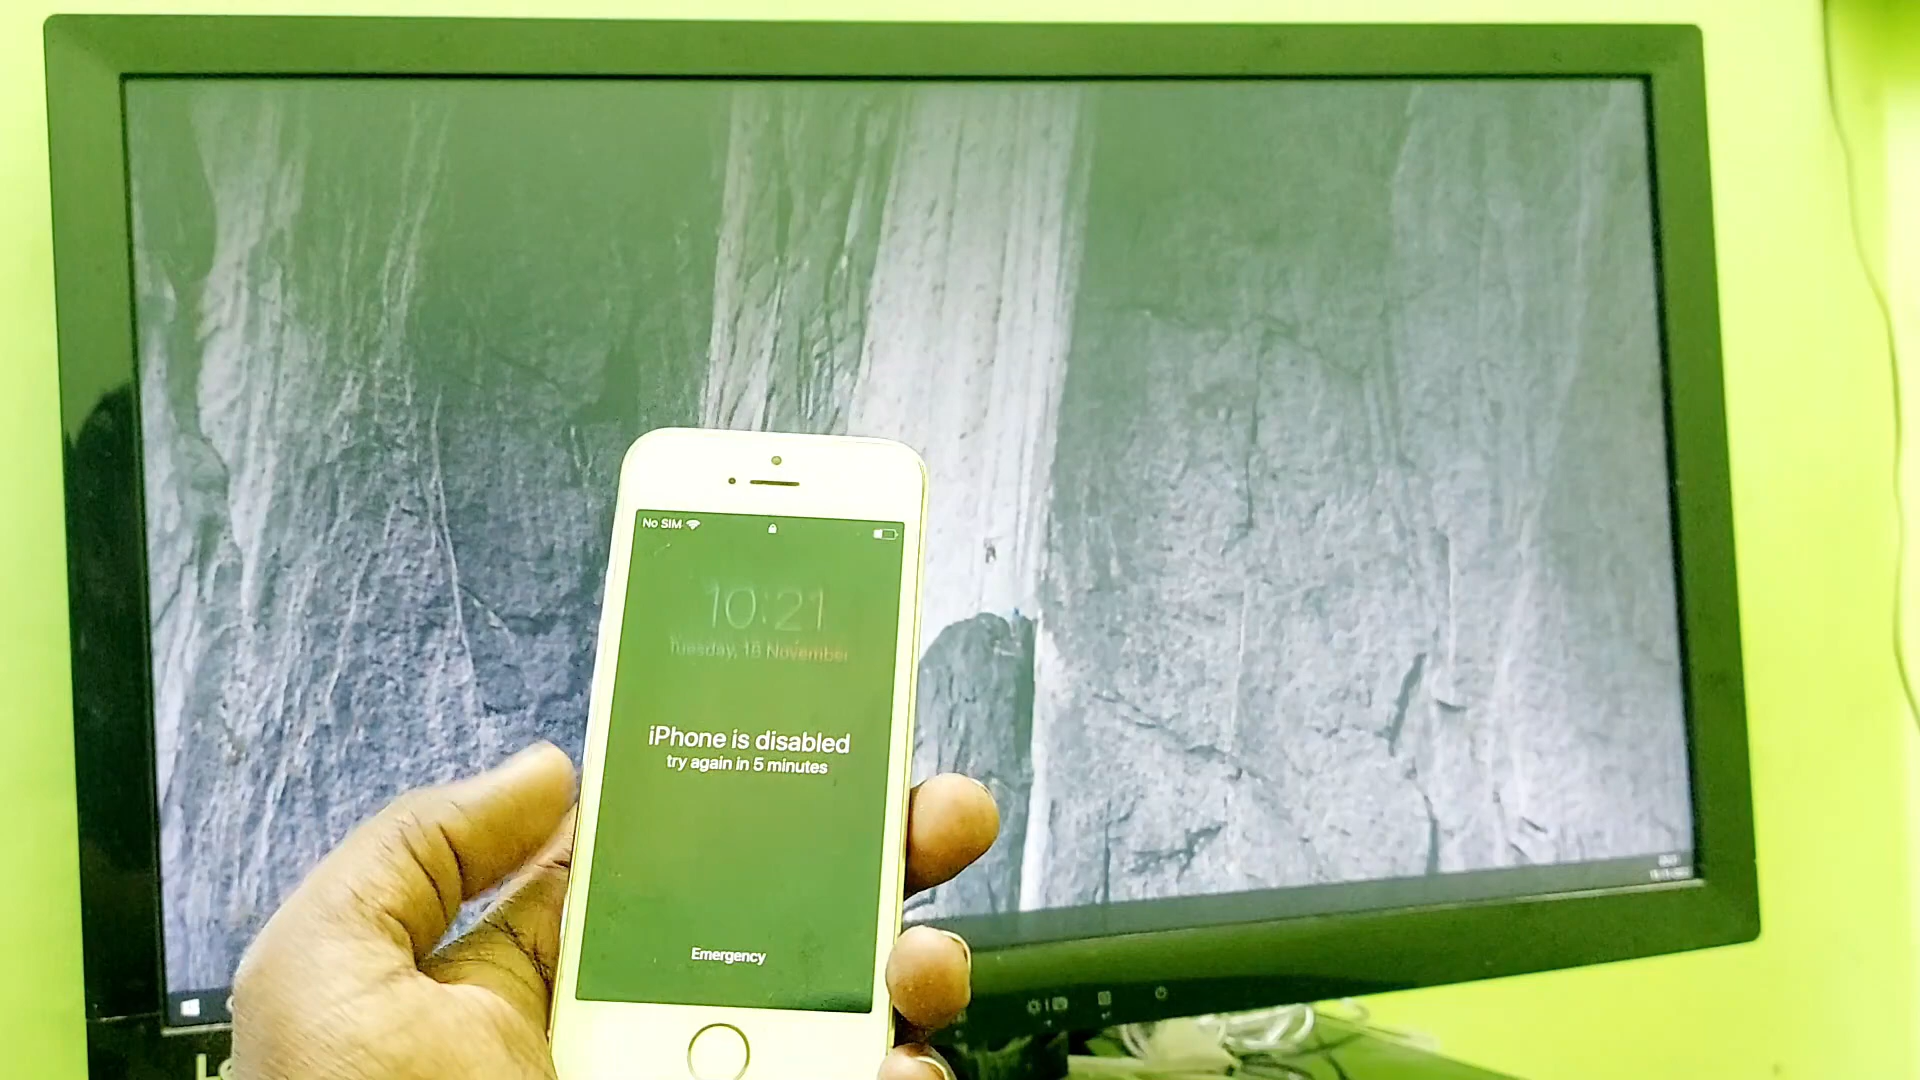 No SIM
10:21
Tuesday, 18 November
iPhone is disabled
try again in 5 minutes
Emergency